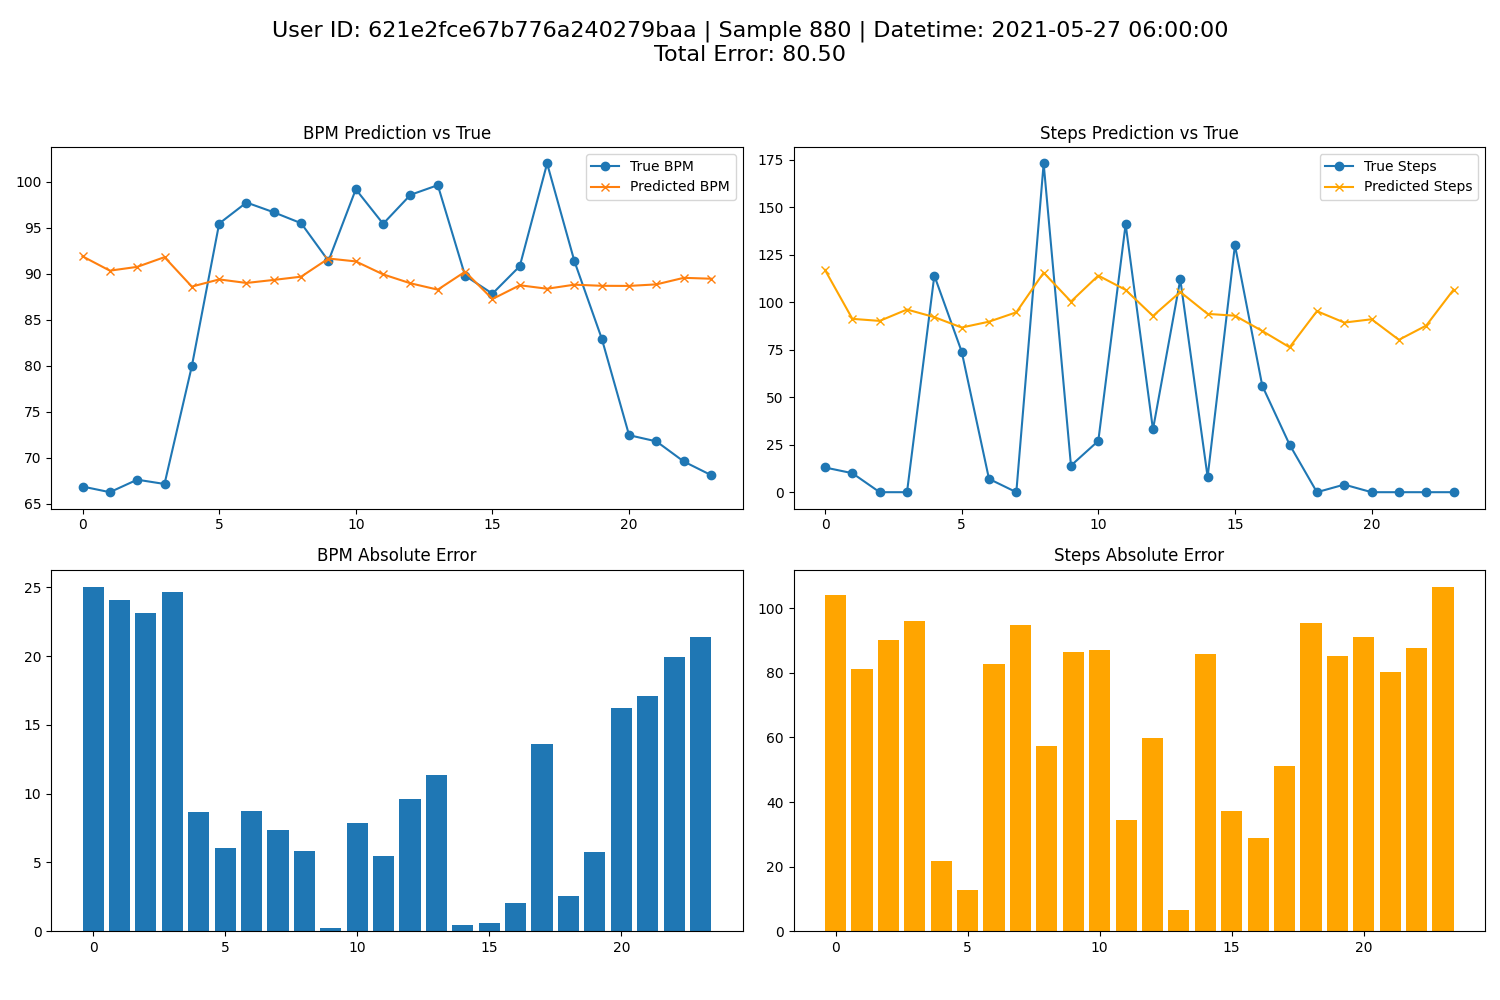 User ID: 621e2fce67b776a240279baa | Sample 880 | Datetime: 2021-05-27 06:00:00
Total Error: 80.50
BPM Prediction vs True
True BPM
Predicted BPM
100
95
90
85
80
75
70
65
0 5 10 15 20
Steps Prediction vs True
True Steps
Predicted Steps
175
150
125
100
75
50
25
0
0 5 10 15 20
BPM Absolute Error
25
20
15
10
5
0
0 5 10 15 20
Steps Absolute Error
100
80
60
40
20
0
0 5 10 15 20